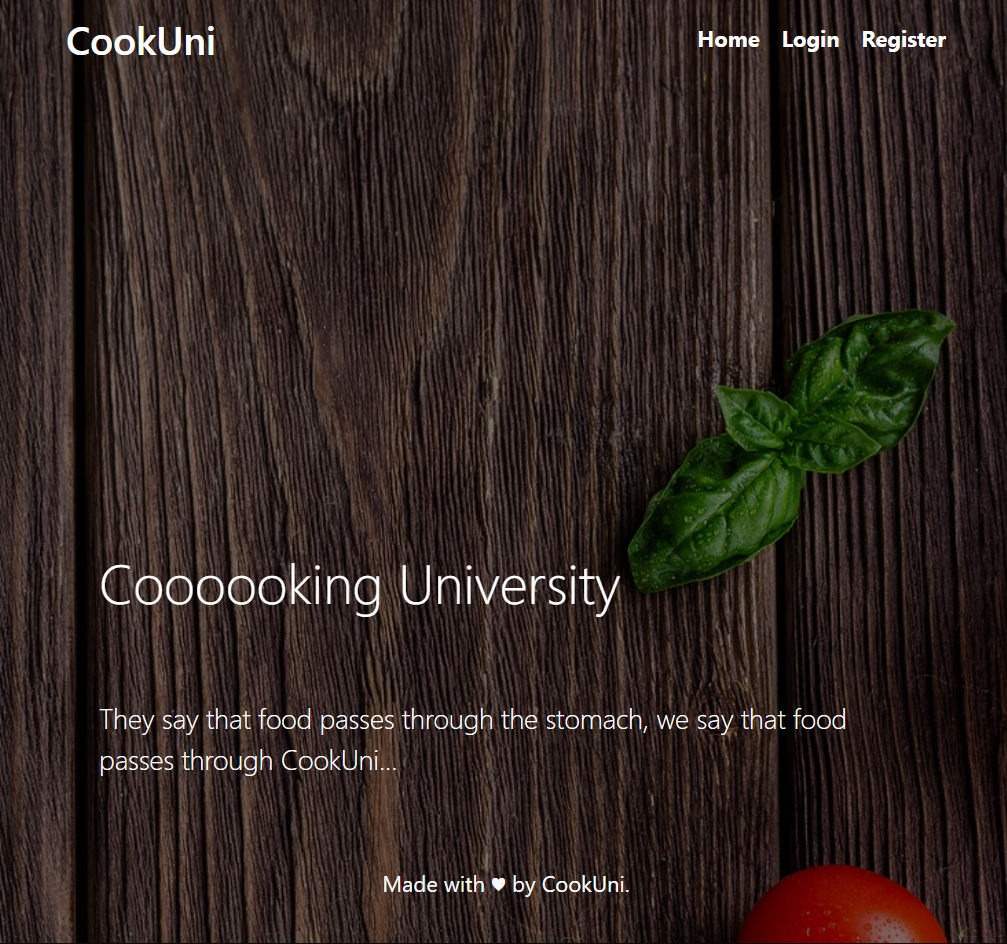 CookUni
Home Login Register
Cooooooking University
They say that food passes through the stomach, we say that food
passes through CookUni...
Made with ♥ by CookUni.